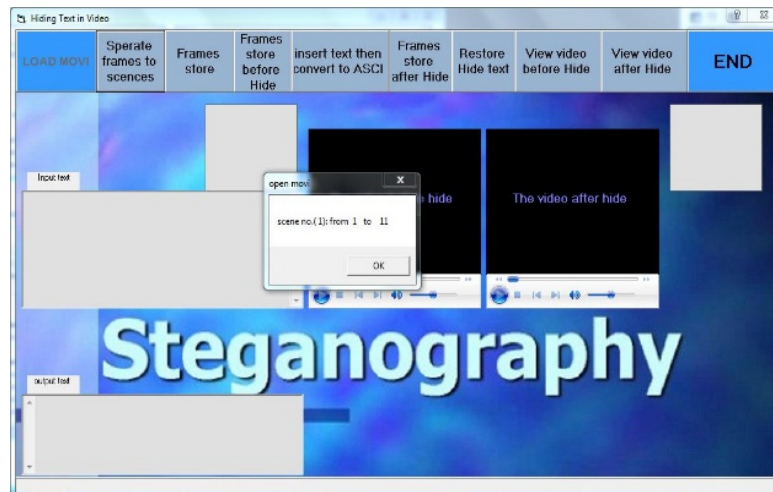 Hiding Text in Video
LOAD MOVI
Sperate
frames to
scences
Frames
store
Frames
store
before
Hide
insert text then
convert to ASCI
Frames
store
after Hide
Restore
Hide text
View video
before Hide
View video
after Hide
END
Input text
open movi
x
scene no.( 1): from 1 to 11
OK
hide
The video after hide
Steganography
output text